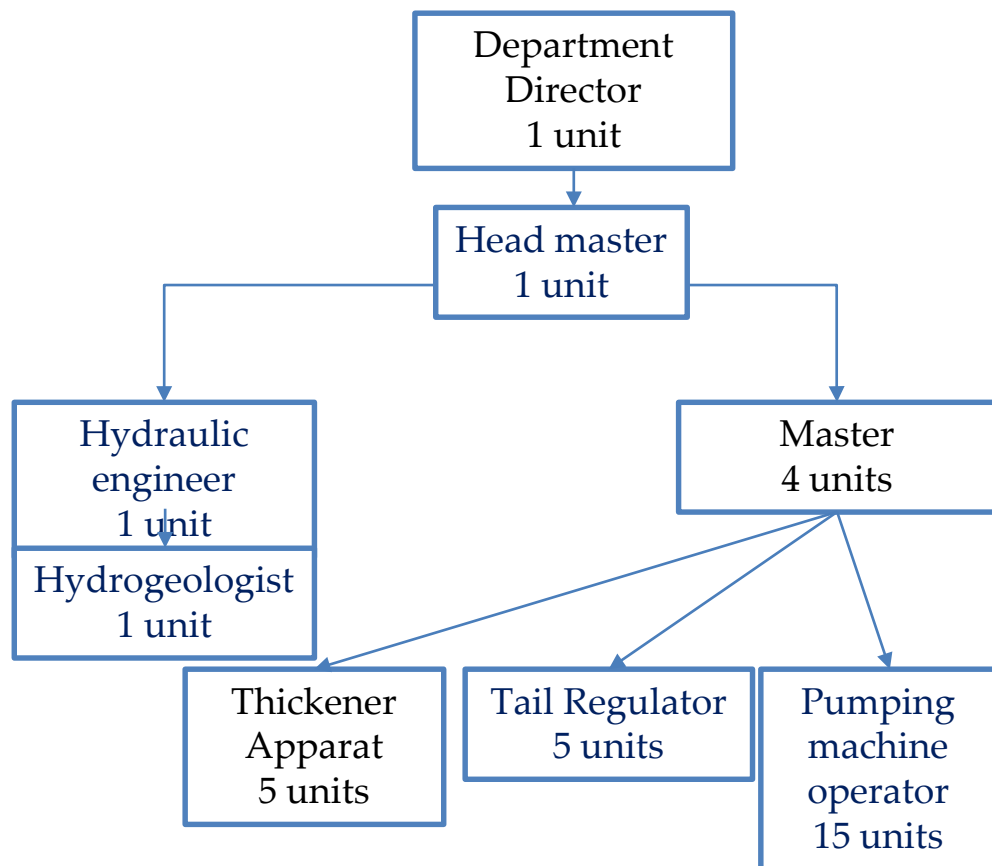 Department
Director
1 unit
Head master
1 unit
Hydraulic
engineer
1 unit
Master
4 units
Hydrogeologist
1 unit
Thickener
Apparat
5 units
Tail Regulator
5 units
Pumping
machine
operator
15 units